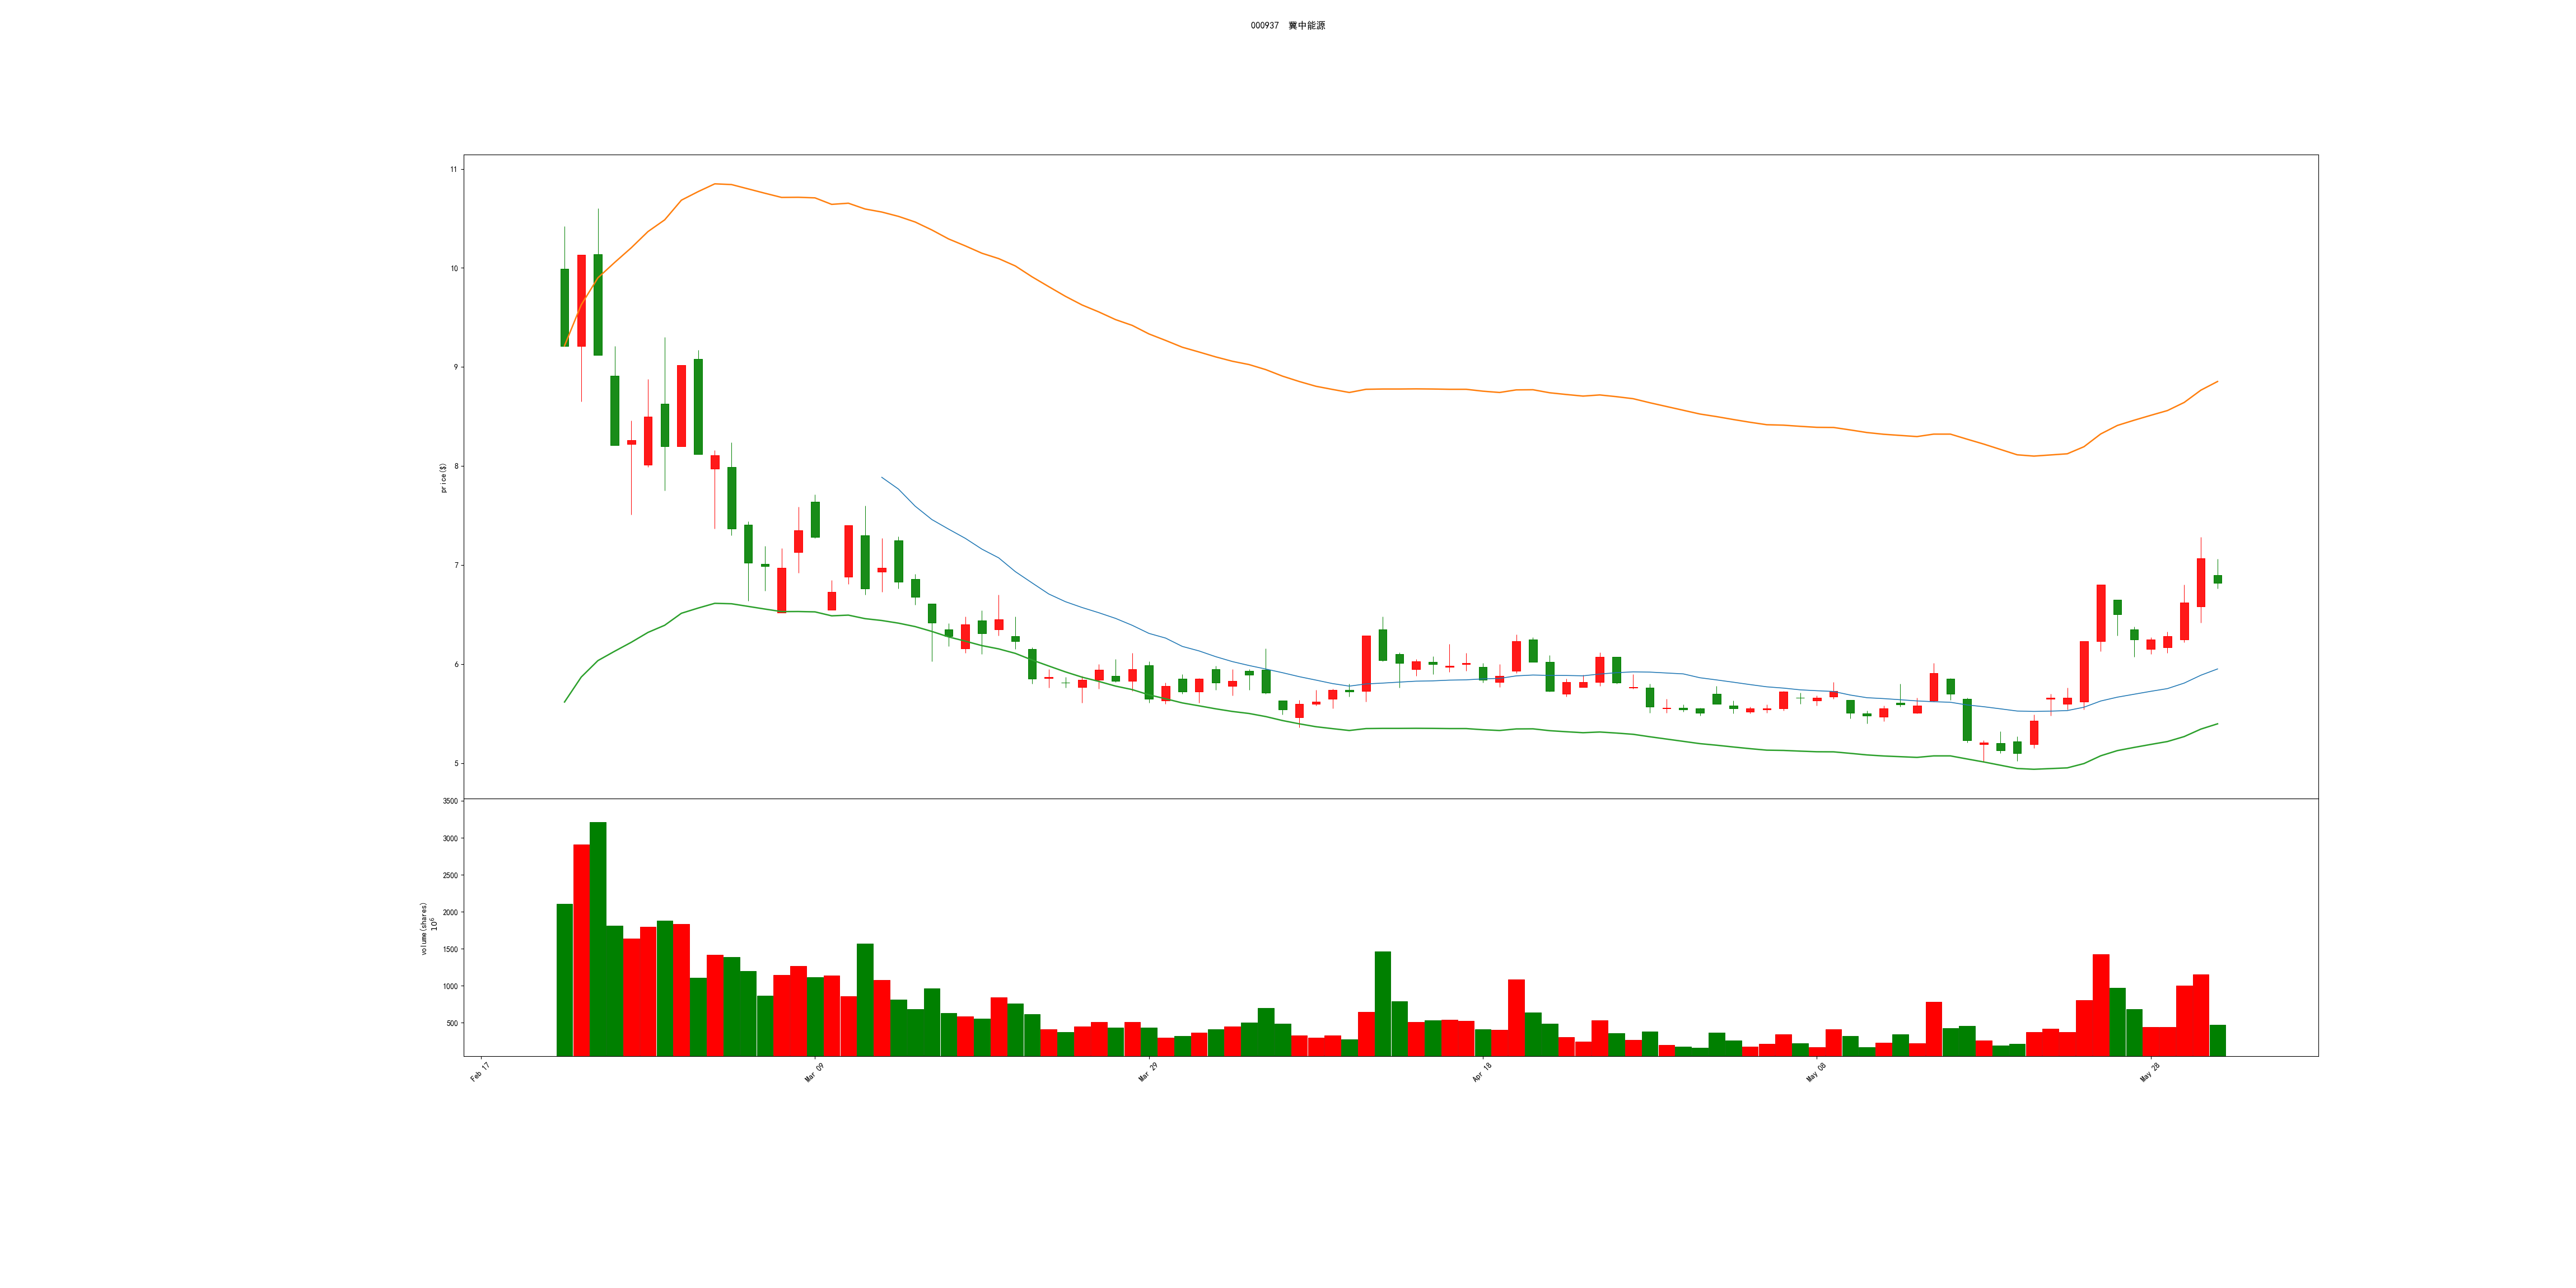 000937 冀中能源
11
10
9
8
7
6
5
price($)
3500
3000
2500
2000
1500
1000
500
volume(shares)
10⁶
Feb 17
Mar 09
Mar 29
Apr 18
May 08
May 28